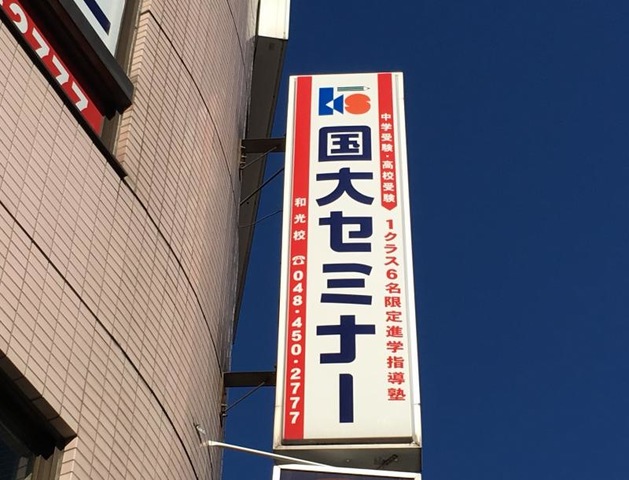 2777
KS
中学受験・高校受験
1クラス6名限定進学指導塾
国大セミナー
和光校 ☎048・450・2777